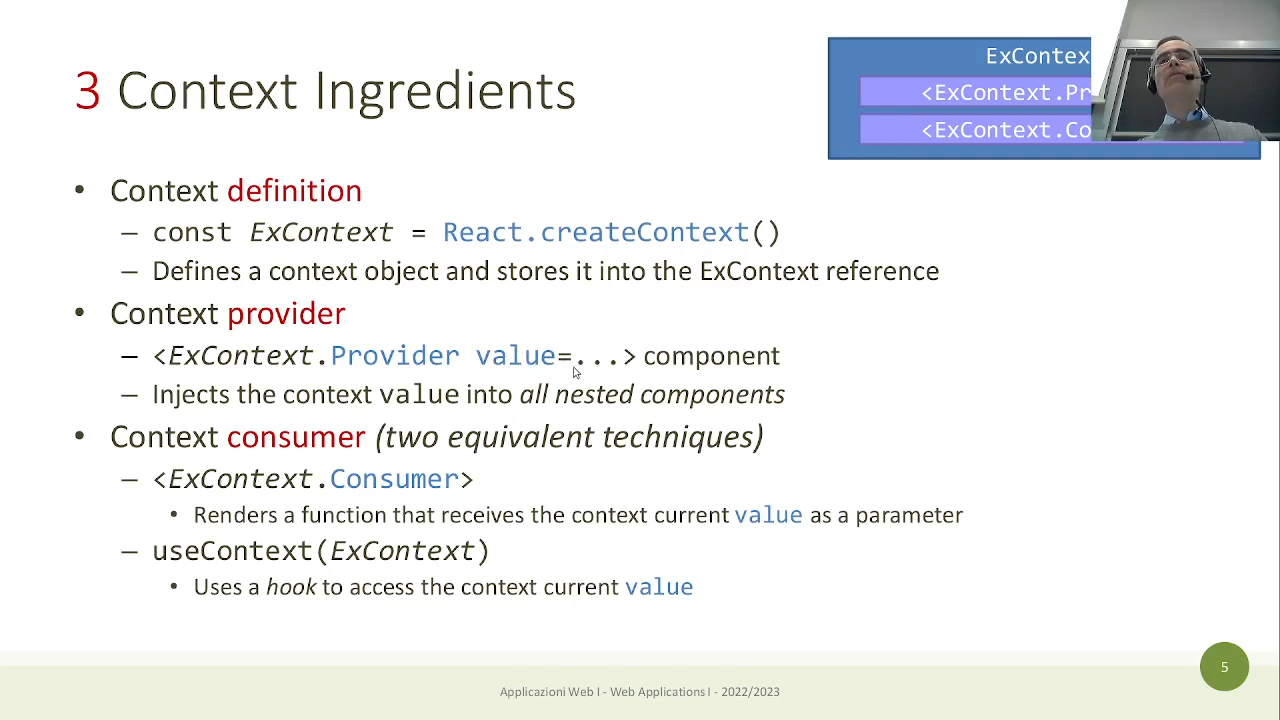 3 Context Ingredients
ExContex
<ExContext.Pr
<ExContext.Co
• Context definition
– const ExContext = React.createContext()
– Defines a context object and stores it into the ExContext reference
• Context provider
– <ExContext.Provider value=...> component
– Injects the context value into all nested components
• Context consumer (two equivalent techniques)
– <ExContext.Consumer>
• Renders a function that receives the context current value as a parameter
– useContext(ExContext)
• Uses a hook to access the context current value
Applicazioni Web I - Web Applications I - 2022/2023
5